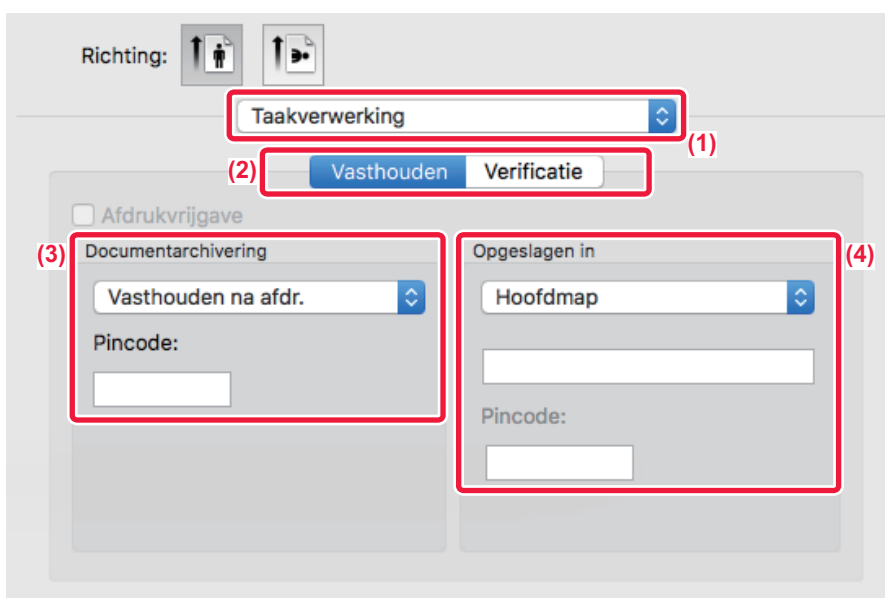 Richting:
Taakverwerking
(1)
(2)
Vasthouden Verificatie
Afdrukvrijgave
(3)
Documentarchivering
Vasthouden na afdr.
Pincode:
Opgeslagen in
(4)
Hoofdmap
Pincode: